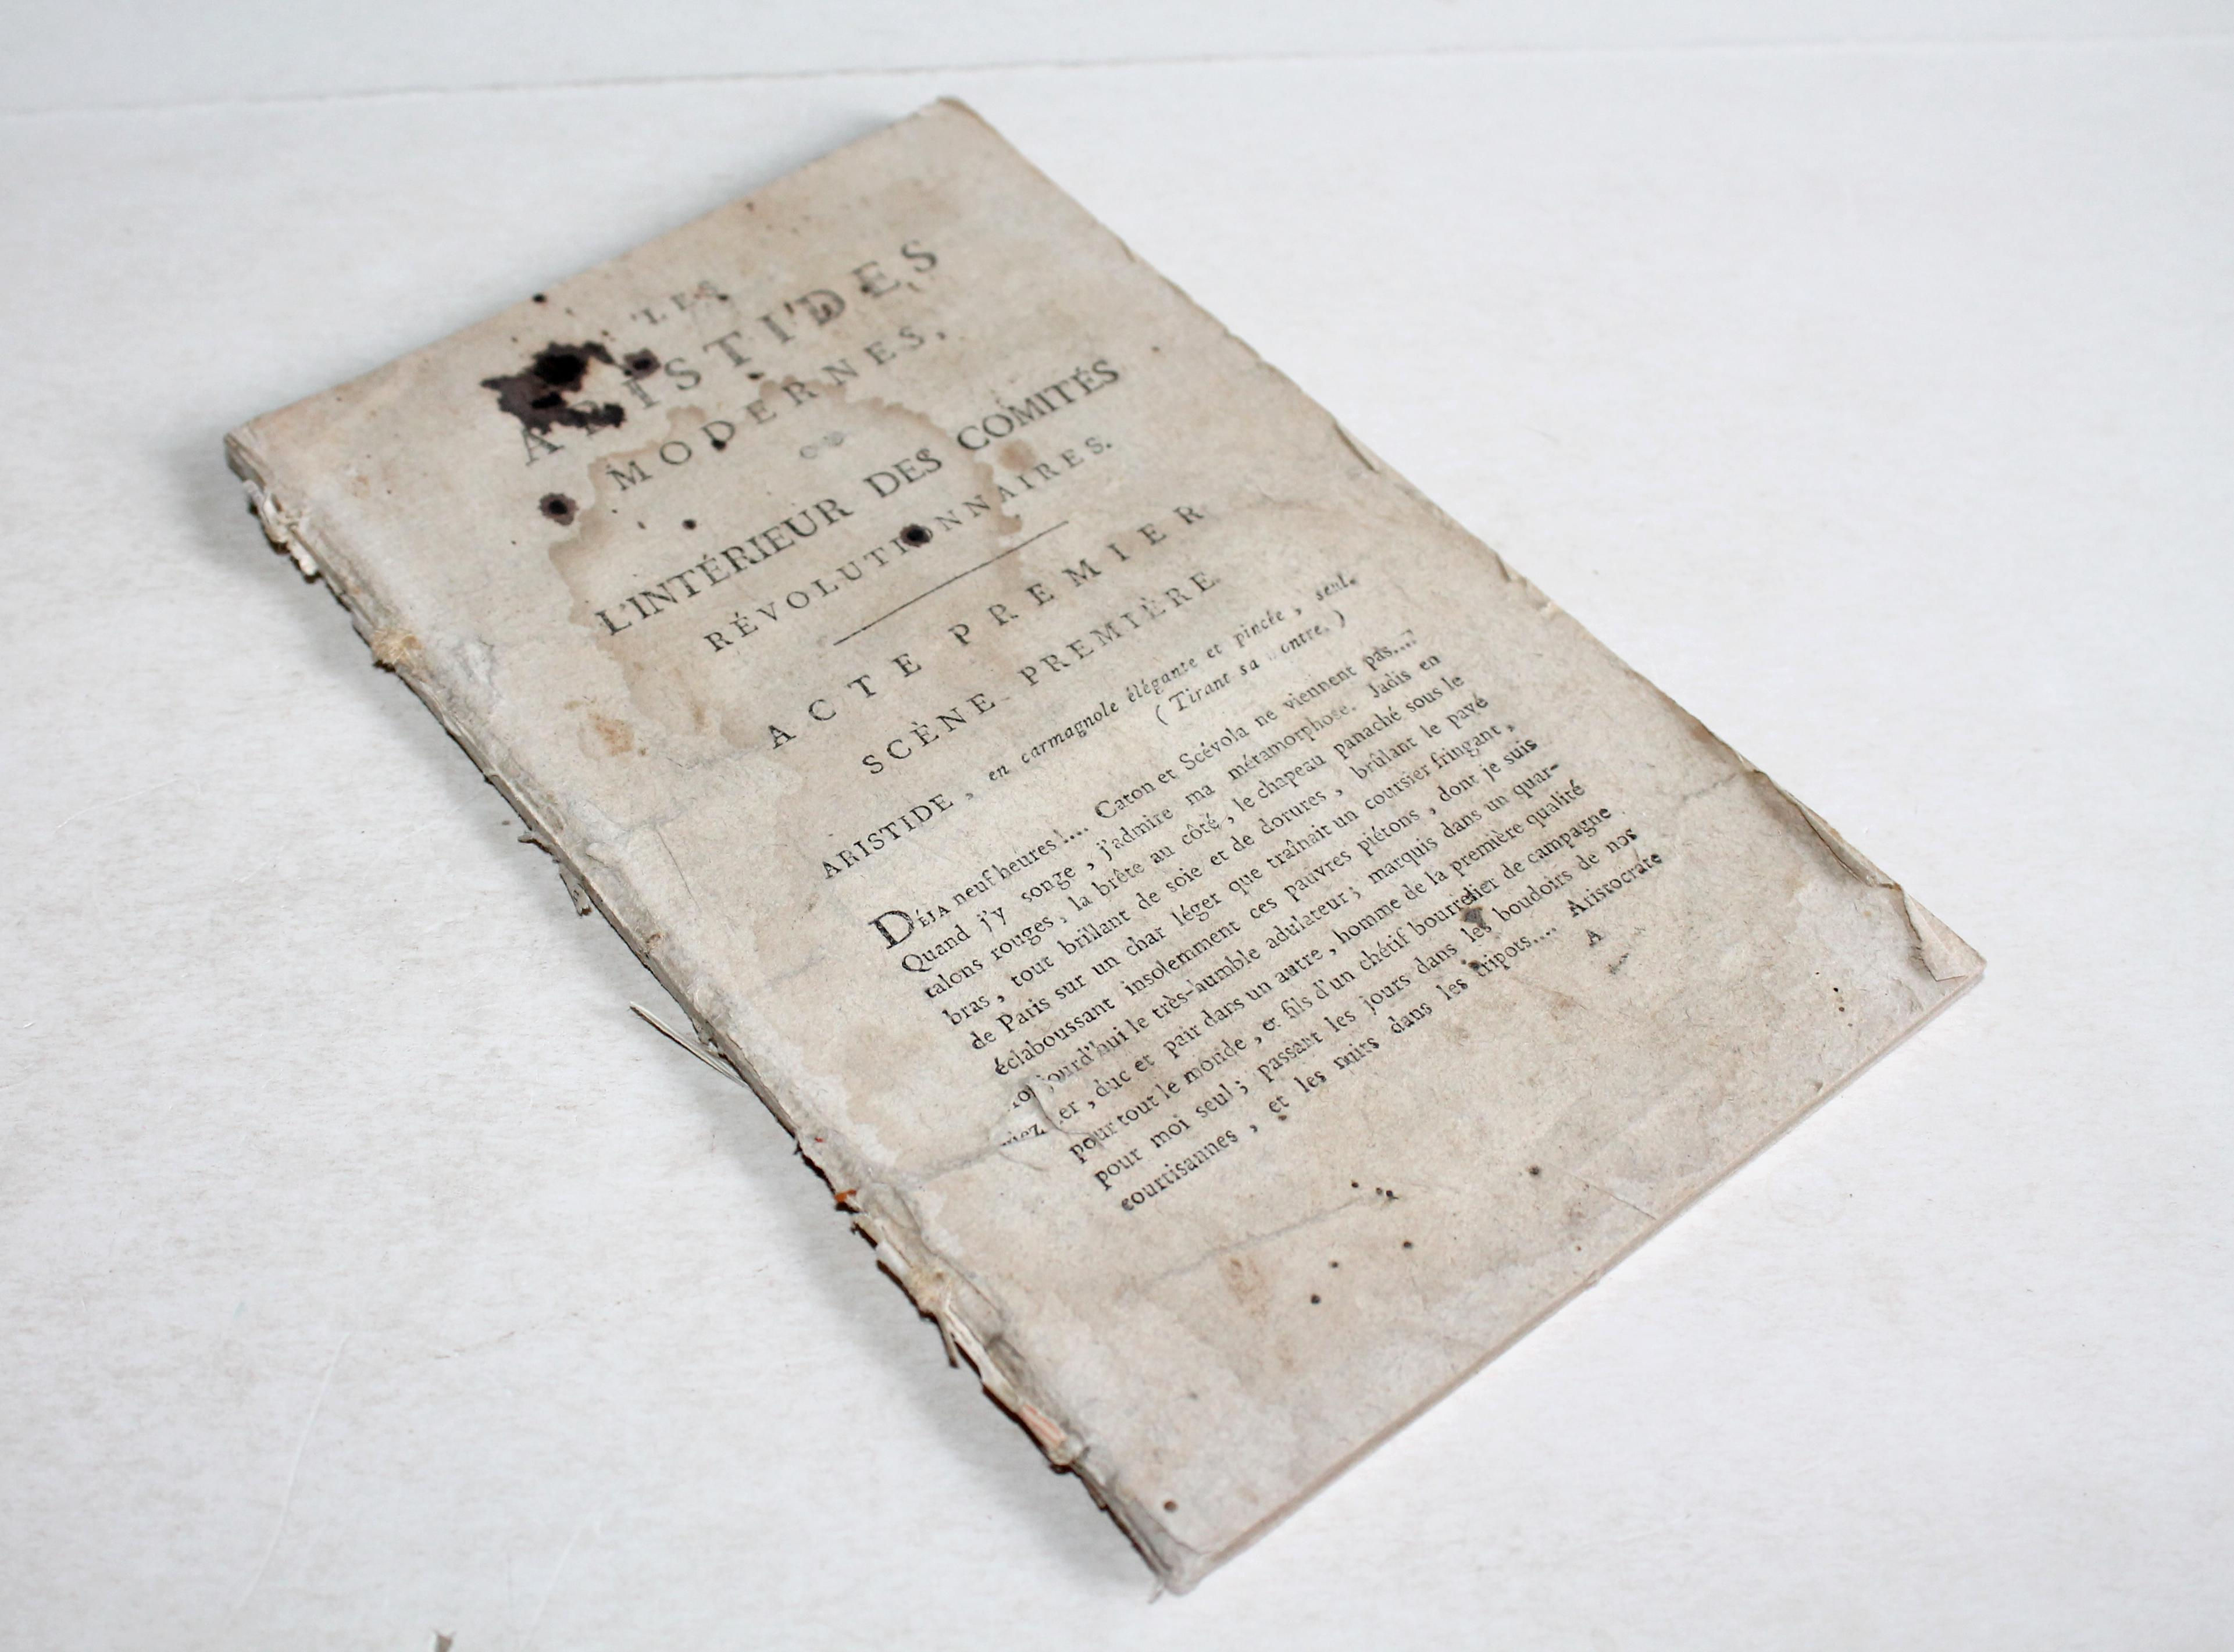 LES
ARISTIDES
MODERNES,
OU
L'INTÉRIEUR DES COMITÉS
RÉVOLUTIONNAIRES.
ACTE PREMIER
SCÈNE PREMIÈRE
ARISTIDE, en carmagnole élégante et pincée, seul.
( Tirant sa ontre. )
DÉJA neuf heures !... Caton et Scévola ne viennent pas....?
Quand j'y songe, j'admire ma métamorphose. Jadis en
talons rouges, la brête au côté, le chapeau panaché sous le
bras, tout brillant de soie et de dorures, brûlant le pavé
de Paris sur un char léger que traînait un coursier fringant,
éclaboussant insolemment ces pauvres piétons, dont je suis
jourd'hui le très-humble adulateur; marquis dans un quar-
er, duc et pair dans un autre, homme de la première qualité
pour tout le monde, et fils d'un chétif bourrelier de campagne
pour moi seul; passant les jours dans les boudoirs de nos
courtisannes, et les nuits dans les tripots.... Aristocrate
A